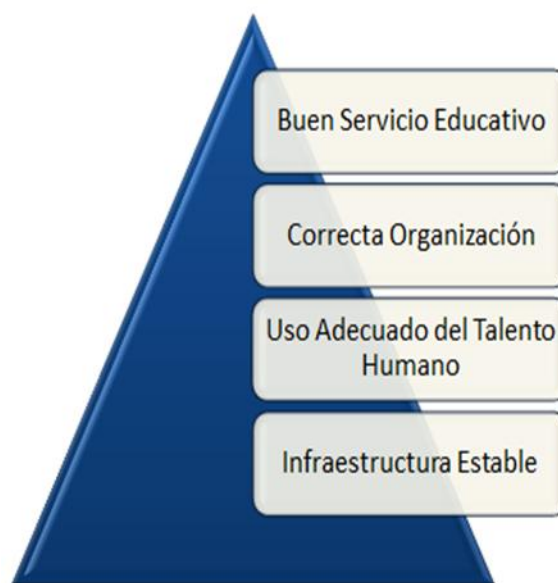 Buen Servicio Educativo
Correcta Organización
Uso Adecuado del Talento
Humano
Infraestructura Estable